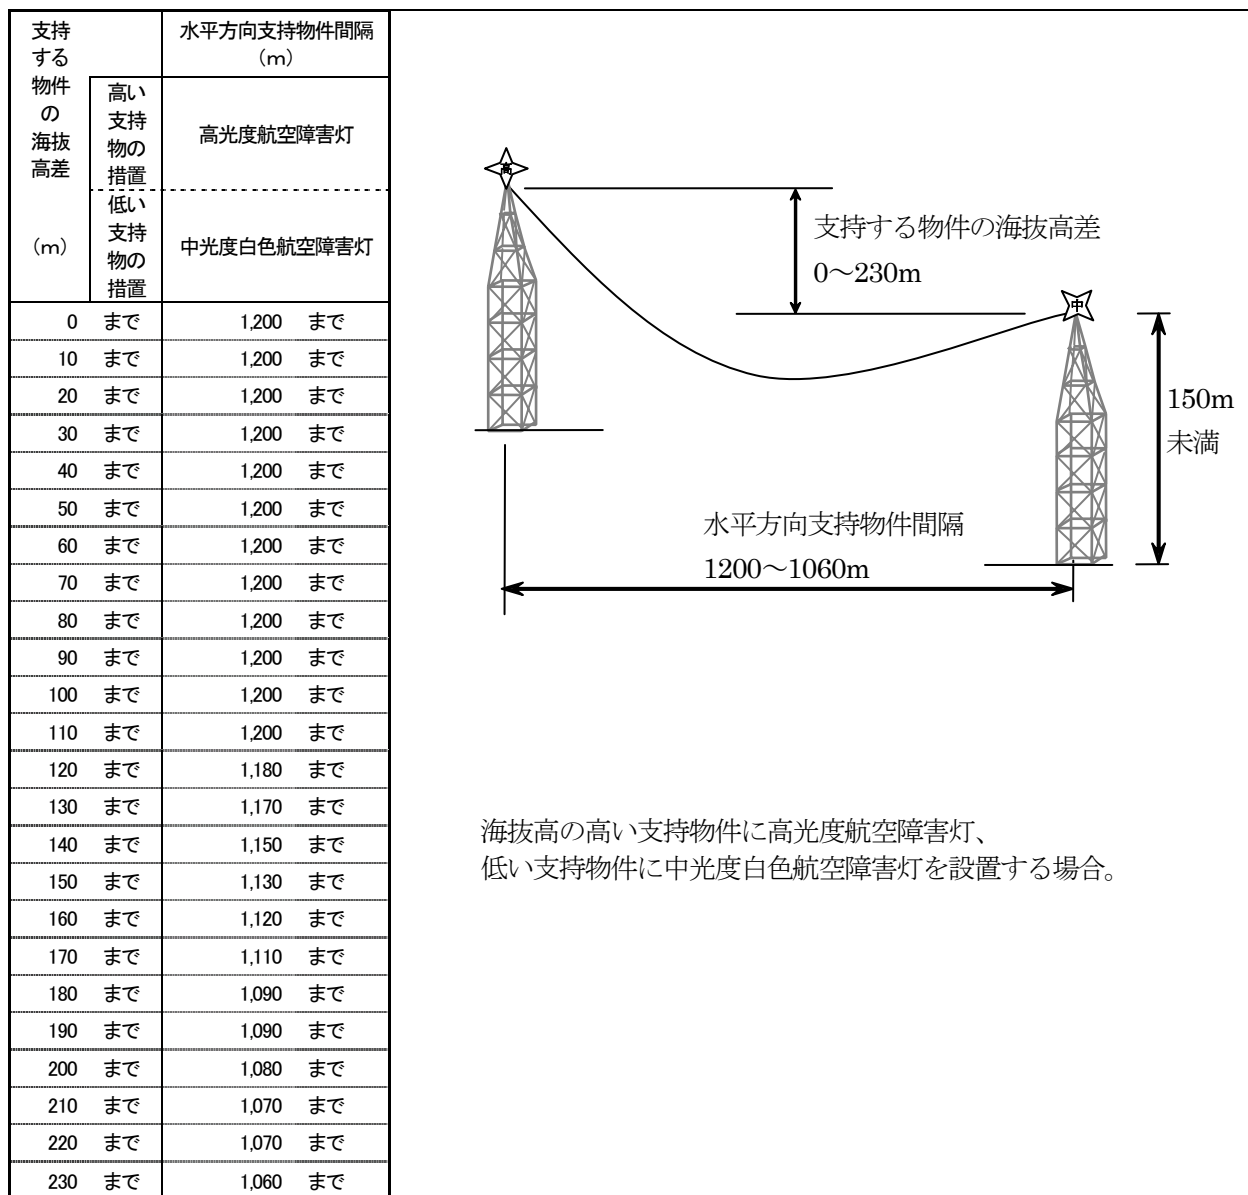 支持
する
物件
の
海抜
高差
（ｍ）
水平方向支持物件間隔
（ｍ）
高い
支持
物の
措置
高光度航空障害灯
低い
支持
物の
措置
中光度白色航空障害灯
0 まで 1,200 まで
10 まで 1,200 まで
20 まで 1,200 まで
30 まで 1,200 まで
40 まで 1,200 まで
50 まで 1,200 まで
60 まで 1,200 まで
70 まで 1,200 まで
80 まで 1,200 まで
90 まで 1,200 まで
100 まで 1,200 まで
110 まで 1,200 まで
120 まで 1,180 まで
130 まで 1,170 まで
140 まで 1,150 まで
150 まで 1,130 まで
160 まで 1,120 まで
170 まで 1,110 まで
180 まで 1,090 まで
190 まで 1,090 まで
200 まで 1,080 まで
210 まで 1,070 まで
220 まで 1,070 まで
230 まで 1,060 まで
高
支持する物件の海抜高差
0～230m
中
150m
未満
水平方向支持物件間隔
1200～1060m
海抜高の高い支持物件に高光度航空障害灯、
低い支持物件に中光度白色航空障害灯を設置する場合。